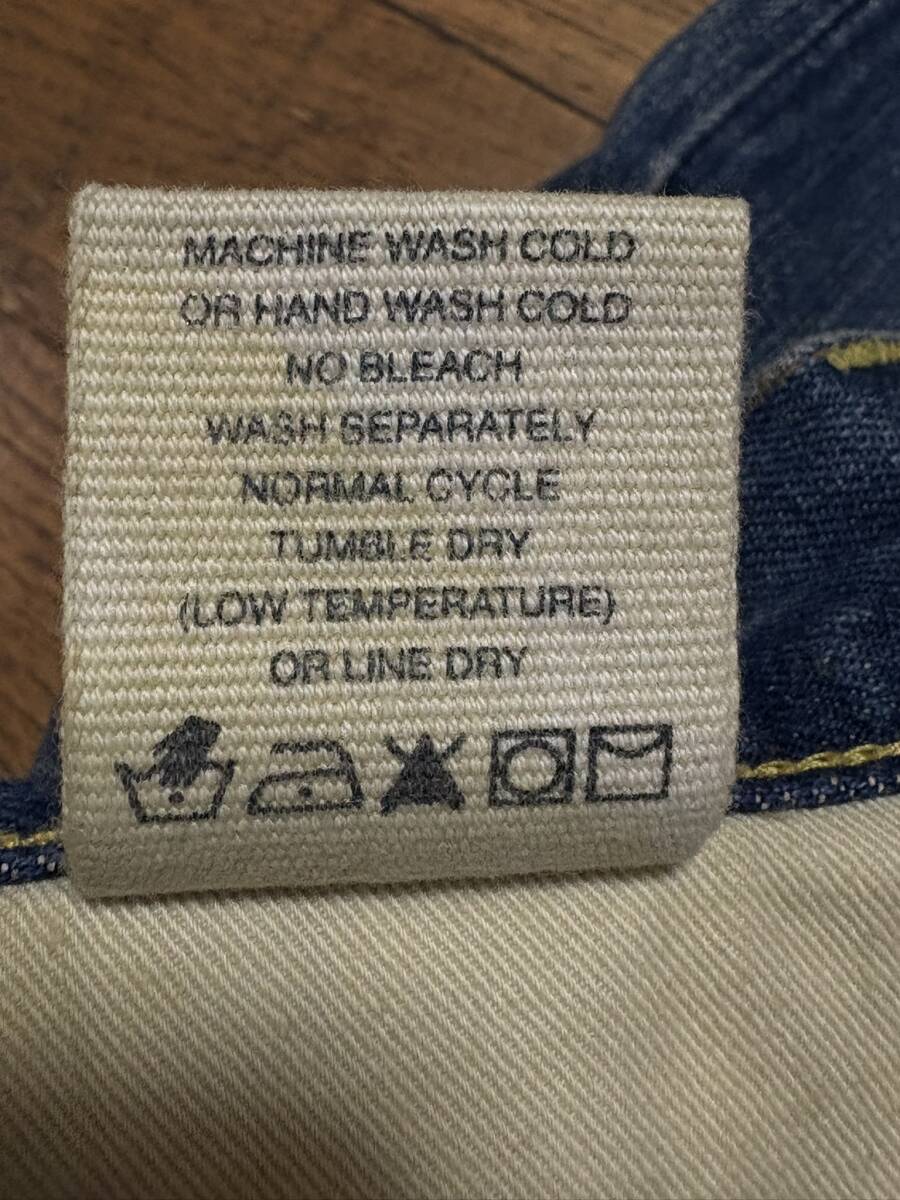 MACHINE WASH COLD
OR HAND WASH COLD
NO BLEACH
WASH SEPARATELY
NORMAL CYCLE
TUMBLE DRY
(LOW TEMPERATURE)
OR LINE DRY